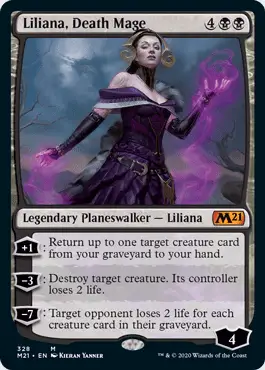 Liliana, Death Mage 4
Legendary Planeswalker — Liliana M21
+1: Return up to one target creature card
from your graveyard to your hand.
−3: Destroy target creature. Its controller
loses 2 life.
−7: Target opponent loses 2 life for each
creature card in their graveyard.
4
328 M
M21 • EN KIERAN YANNER ™ & © 2020 Wizards of the Coast